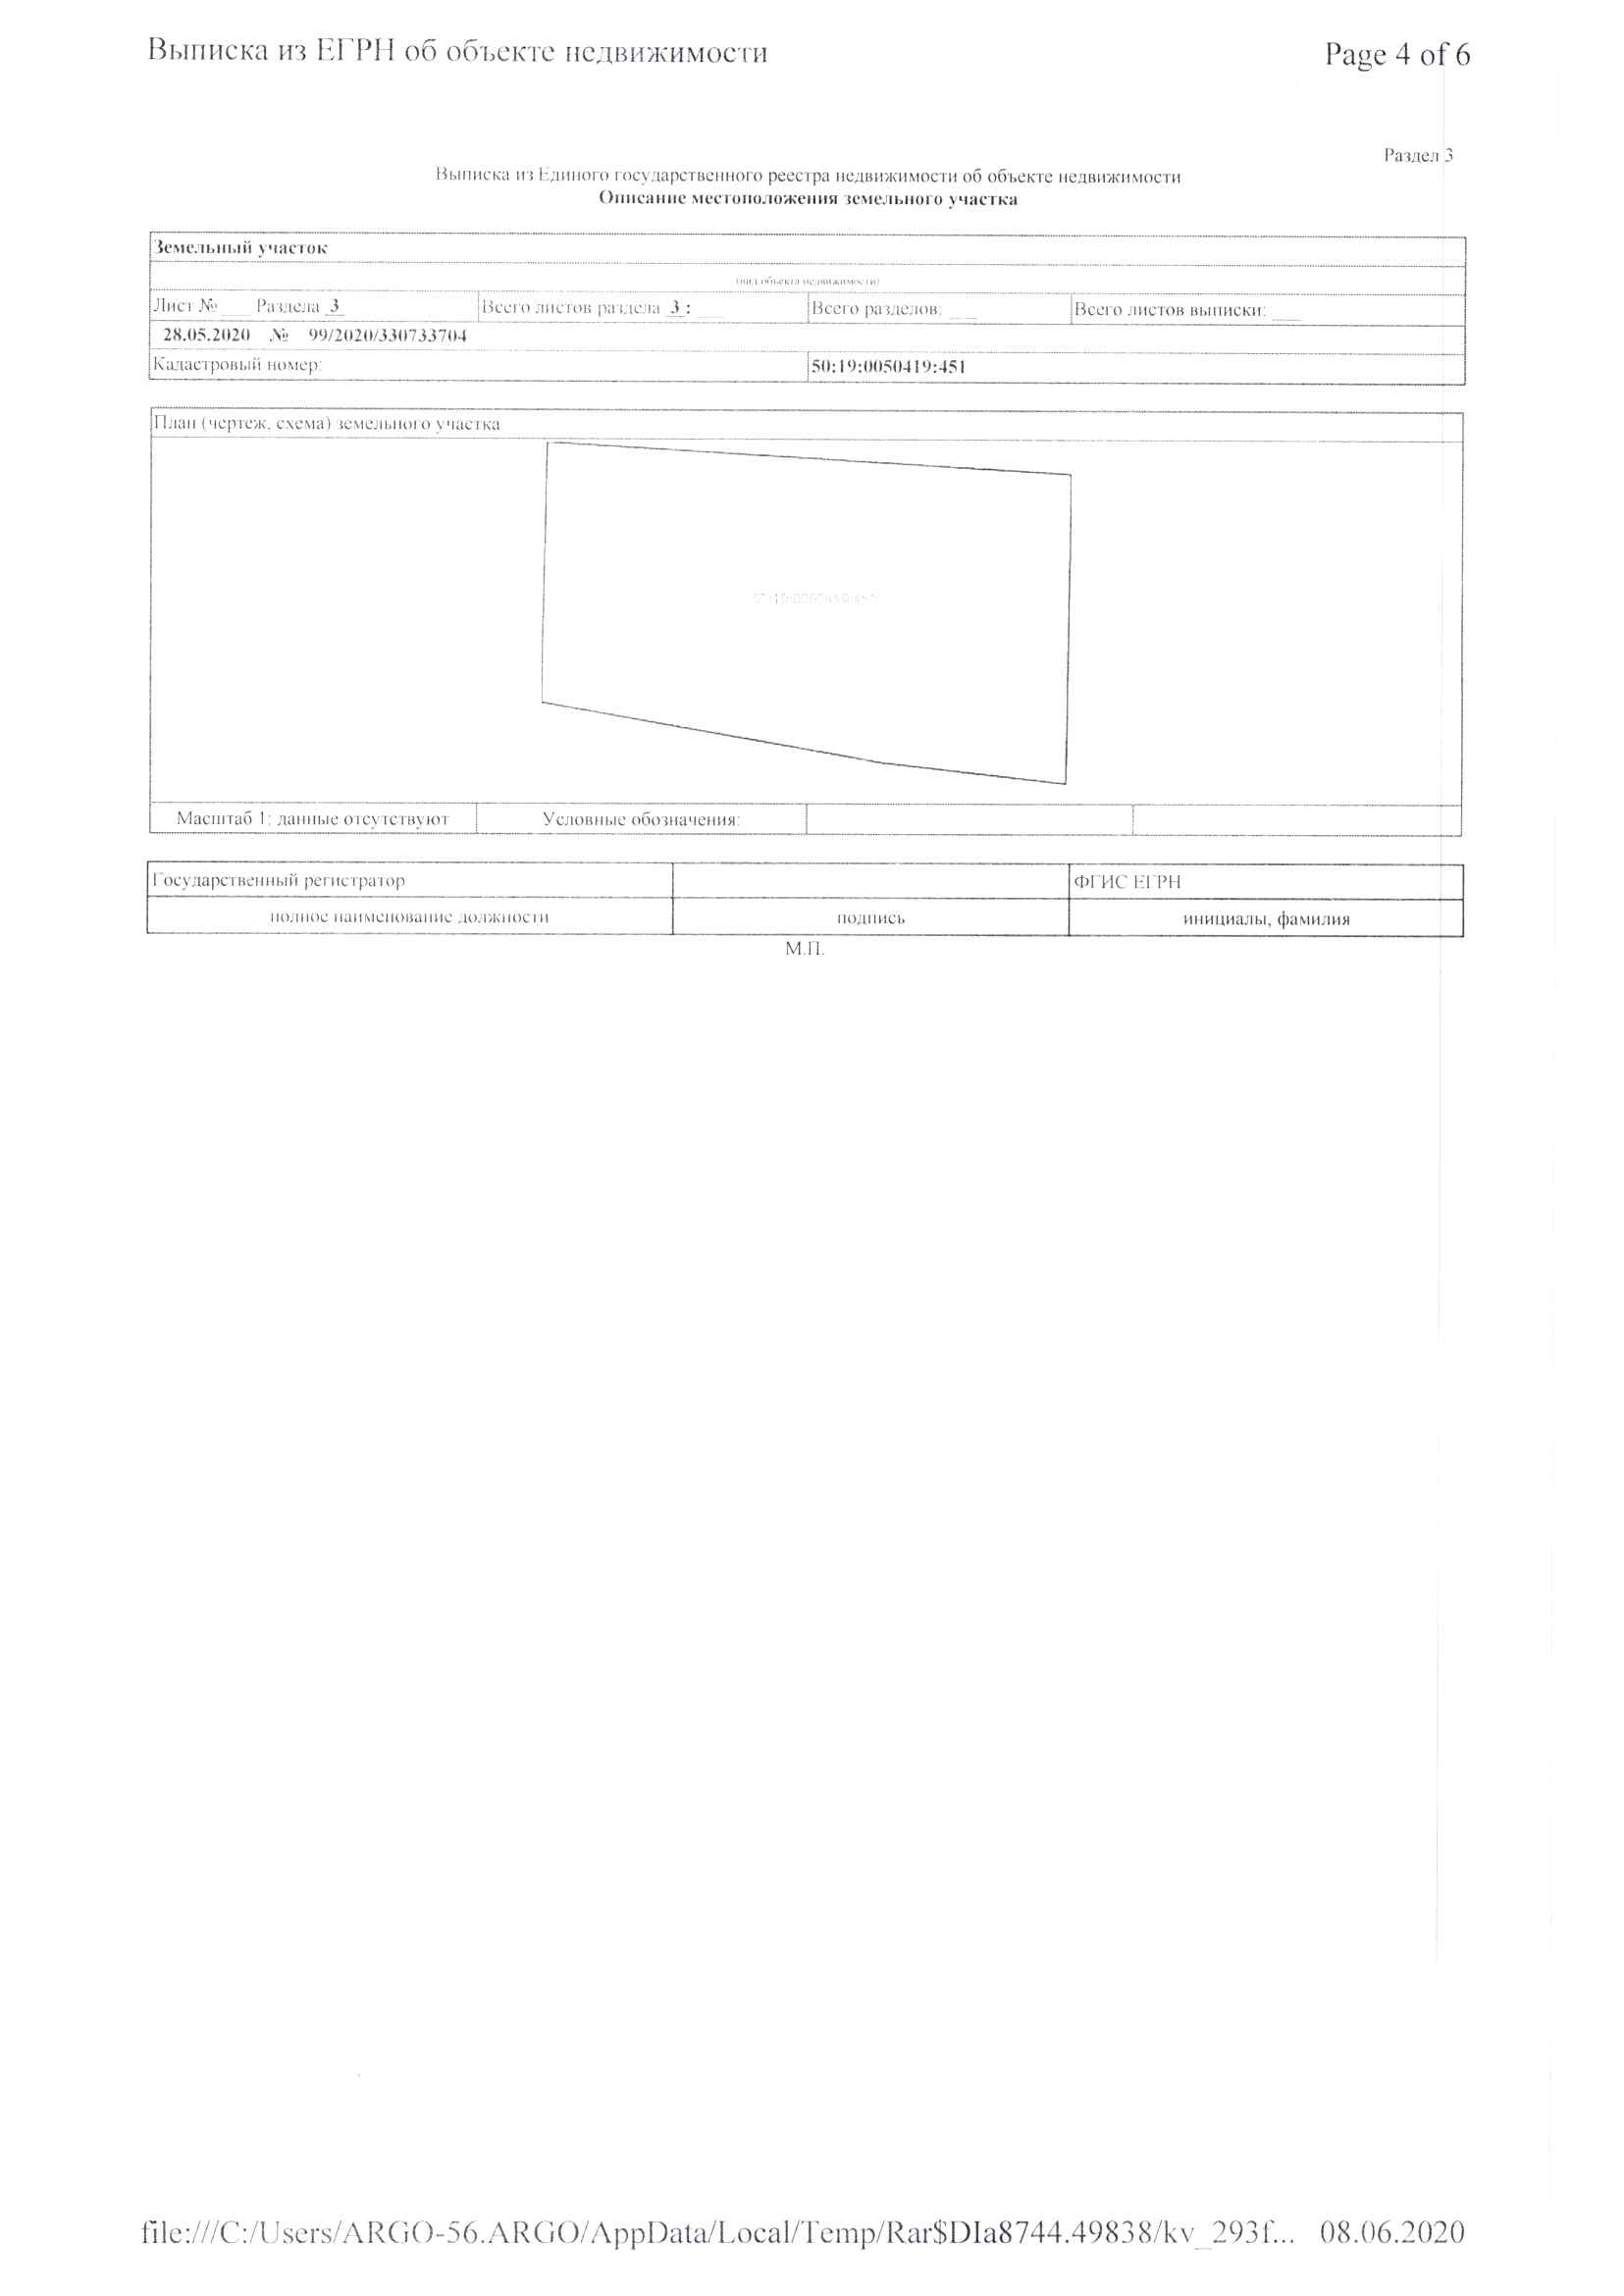 Выписка из ЕГРН об объекте недвижимости Page 4 of 6
Раздел 3
Выписка из Единого государственного реестра недвижимости об объекте недвижимости
Описание местоположения земельного участка
Земельный участок
(вид объекта недвижимости)
Лист № ___ Раздела 3 Всего листов раздела 3 : ___ Всего разделов: ___ Всего листов выписки: ___
28.05.2020 № 99/2020/330733704
Кадастровый номер: 50:19:0050419:451
План (чертеж, схема) земельного участка
Масштаб 1: данные отсутствуют Условные обозначения:
Государственный регистратор ФГИС ЕГРН
полное наименование должности подпись инициалы, фамилия
М.П.
file:///C:/Users/ARGO-56.ARGO/AppData/Local/Temp/Rar$DIa8744.49838/kv_293f... 08.06.2020